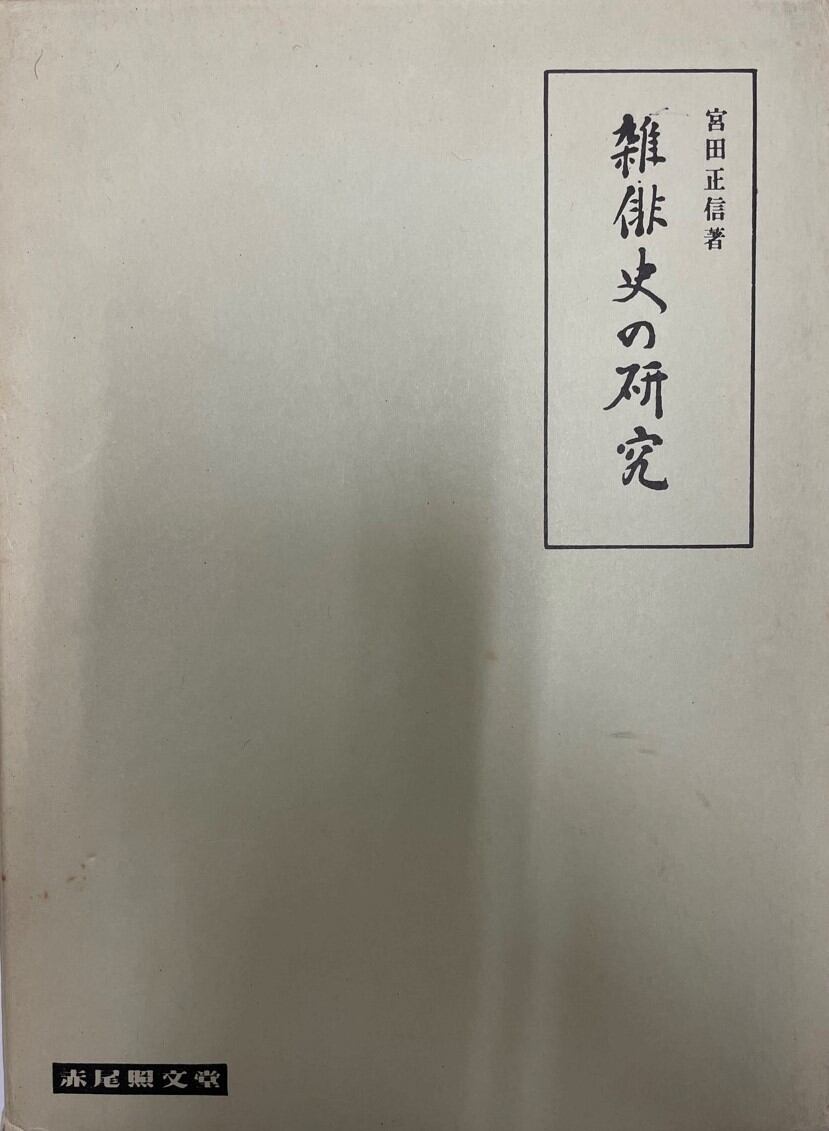 宮田正信著
雑俳史の研究
赤尾照文堂